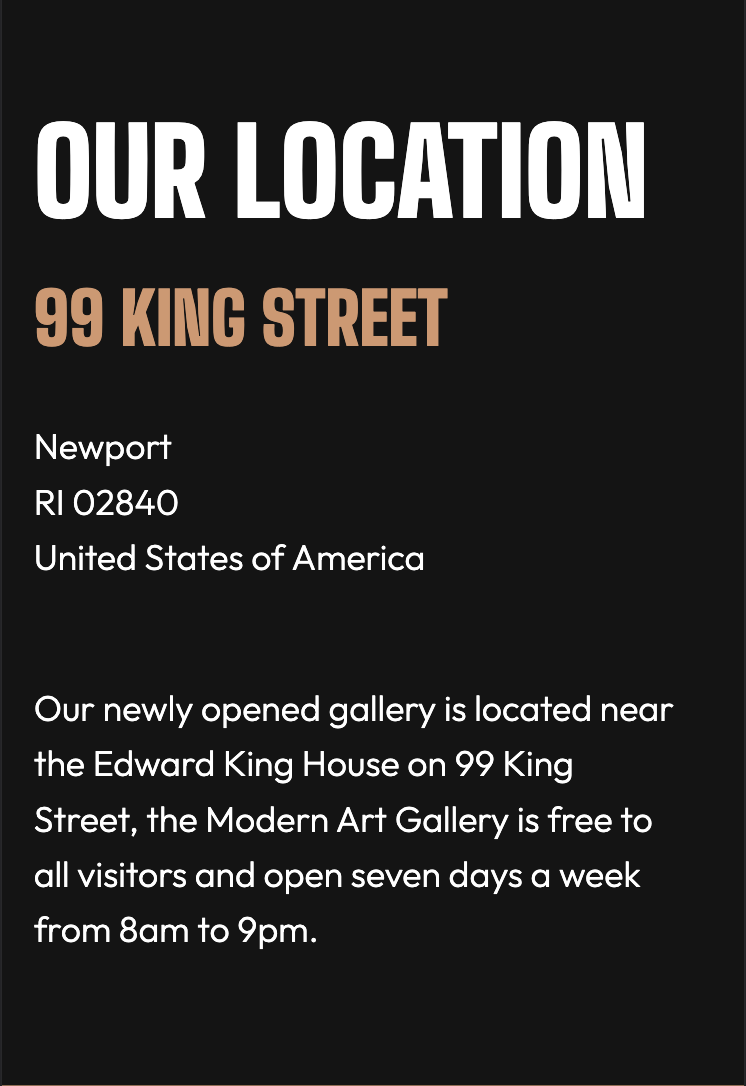 OUR LOCATION
99 KING STREET
Newport
RI 02840
United States of America
Our newly opened gallery is located near
the Edward King House on 99 King
Street, the Modern Art Gallery is free to
all visitors and open seven days a week
from 8am to 9pm.